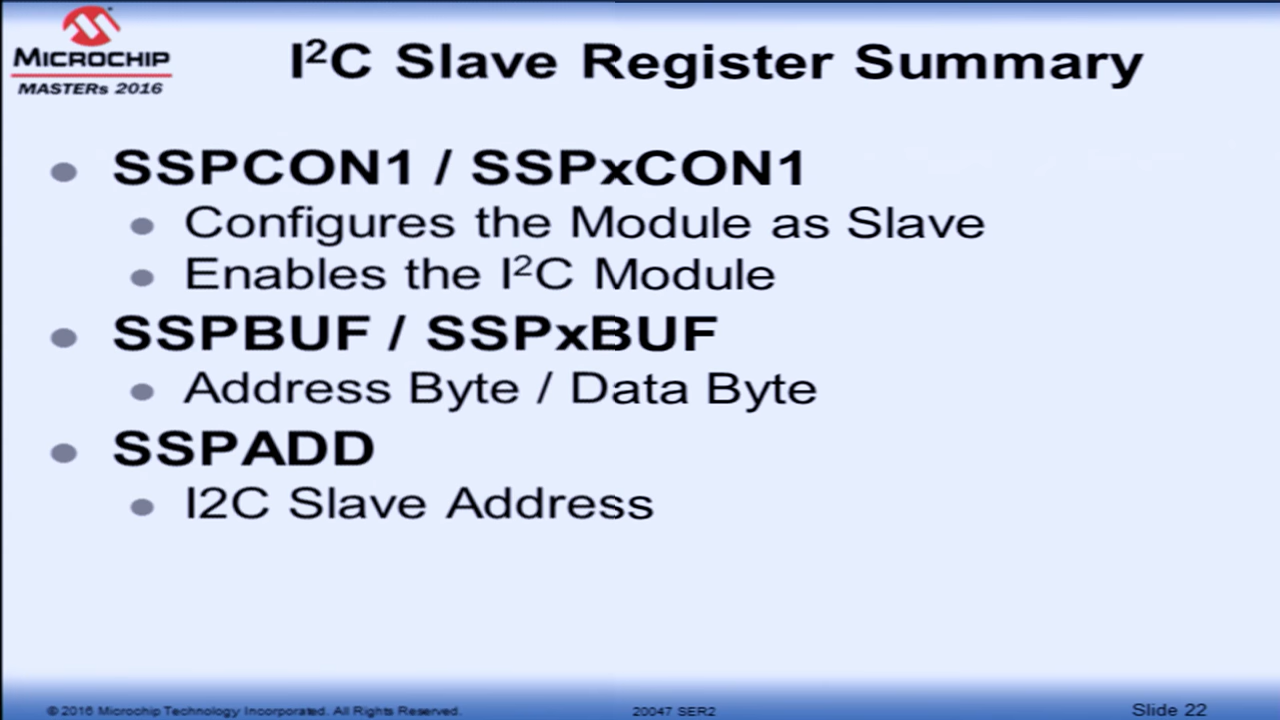 MICROCHIP
MASTERs 2016
I²C Slave Register Summary
SSPCON1 / SSPxCON1
Configures the Module as Slave
Enables the I²C Module
SSPBUF / SSPxBUF
Address Byte / Data Byte
SSPADD
I2C Slave Address
© 2016 Microchip Technology Incorporated. All Rights Reserved.
20047 SER2
Slide 22